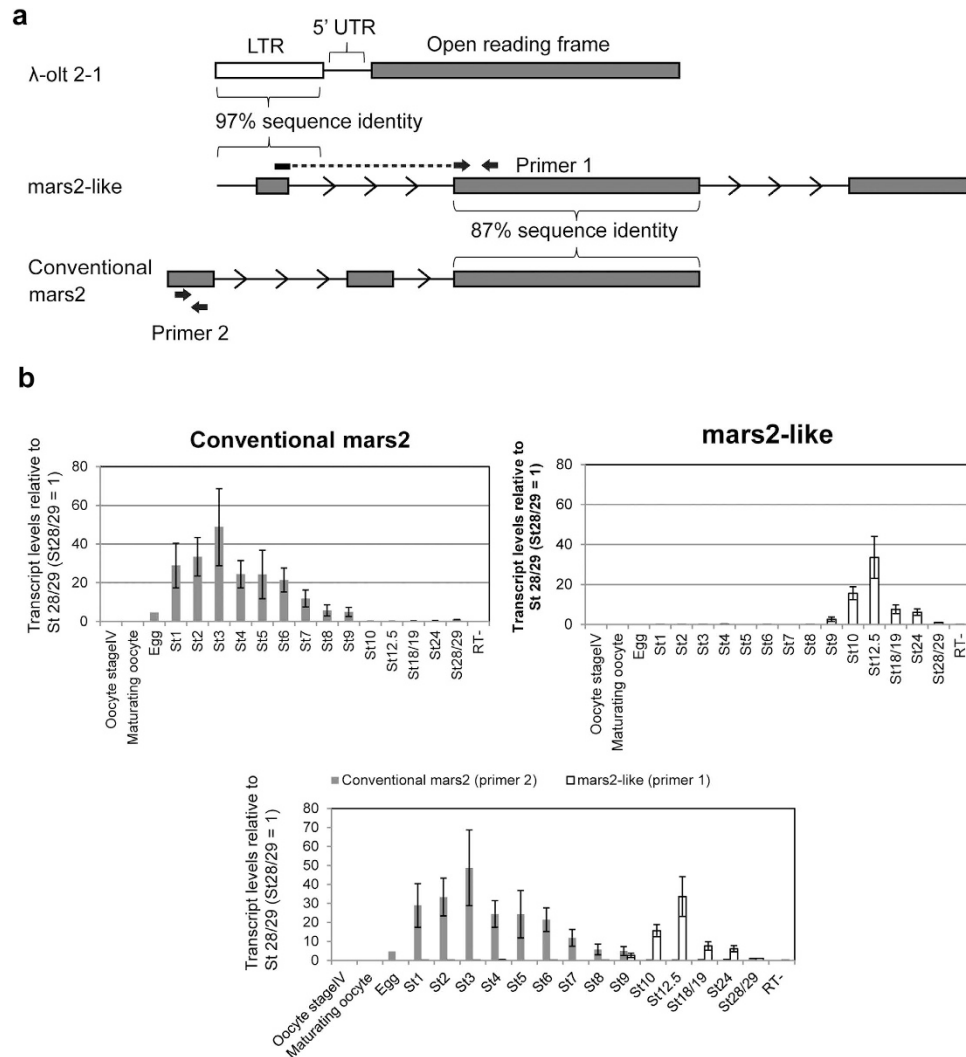 a
5' UTR
LTR
Open reading frame
λ-olt 2-1
97% sequence identity
Primer 1
mars2-like
87% sequence identity
Conventional
mars2
Primer 2
b
Conventional mars2
Transcript levels relative to
St 28/29 (St28/29 = 1)
80
60
40
20
0
Oocyte stageIV
Maturating oocyte
Egg
St1
St2
St3
St4
St5
St6
St7
St8
St9
St10
St12.5
St18/19
St24
St28/29
RT-
mars2-like
Transcript levels relative to
St 28/29 (St28/29 = 1)
80
60
40
20
0
Oocyte stageIV
Maturating oocyte
Egg
St1
St2
St3
St4
St5
St6
St7
St8
St9
St10
St12.5
St18/19
St24
St28/29
RT-
Conventional mars2 (primer 2)
mars2-like (primer 1)
Transcript levels relative to
St 28/29 (St28/29 = 1)
80
70
60
50
40
30
20
10
0
Oocyte stageIV
Maturating oocyte
Egg
St1
St2
St3
St4
St5
St6
St7
St8
St9
St10
St12.5
St18/19
St24
St28/29
RT-